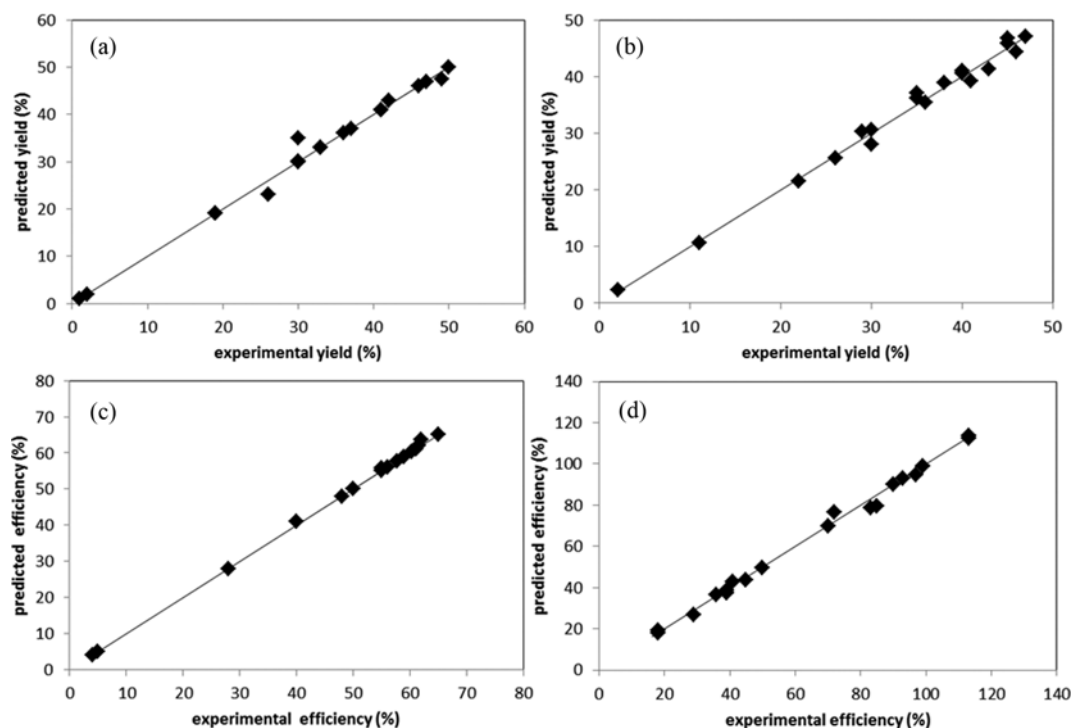 (a)
predicted yield (%)
60
50
40
30
20
10
0
0 10 20 30 40 50 60
experimental yield (%)
(b)
predicted yield (%)
50
40
30
20
10
0
0 10 20 30 40 50
experimental yield (%)
(c)
predicted efficiency (%)
80
70
60
50
40
30
20
10
0
0 10 20 30 40 50 60 70 80
experimental efficiency (%)
(d)
predicted efficiency (%)
140
120
100
80
60
40
20
0
0 20 40 60 80 100 120 140
experimental efficiency (%)